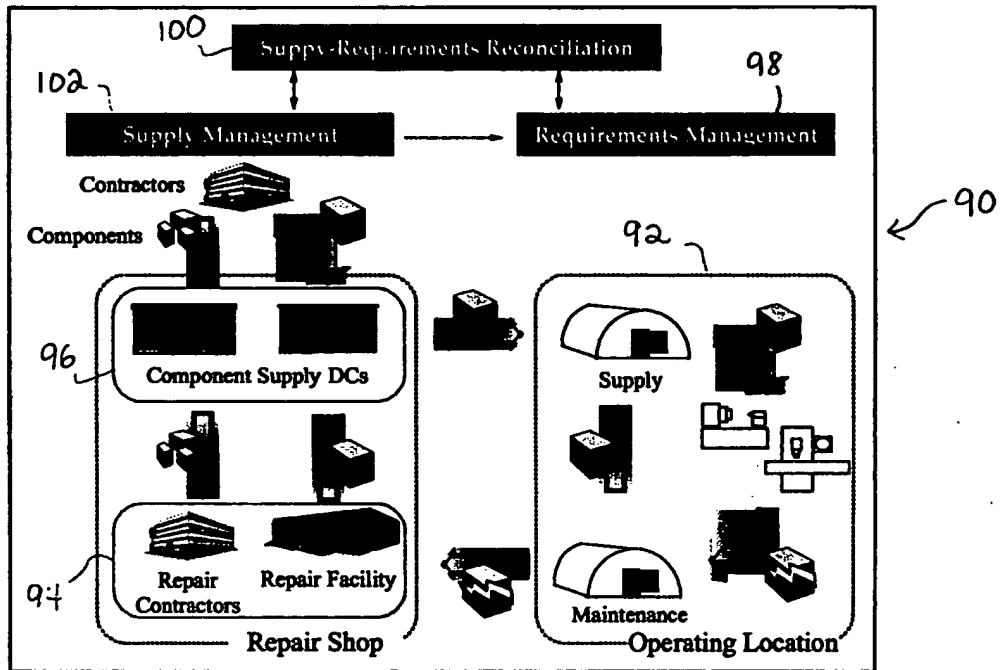 100
Suppy-Requirements Reconciliation
102
98
Supply Management
Requirements Management
Contractors
Components
90
92
96
Component Supply DCs
Supply
94
Repair Contractors
Repair Facility
Maintenance
Repair Shop
Operating Location